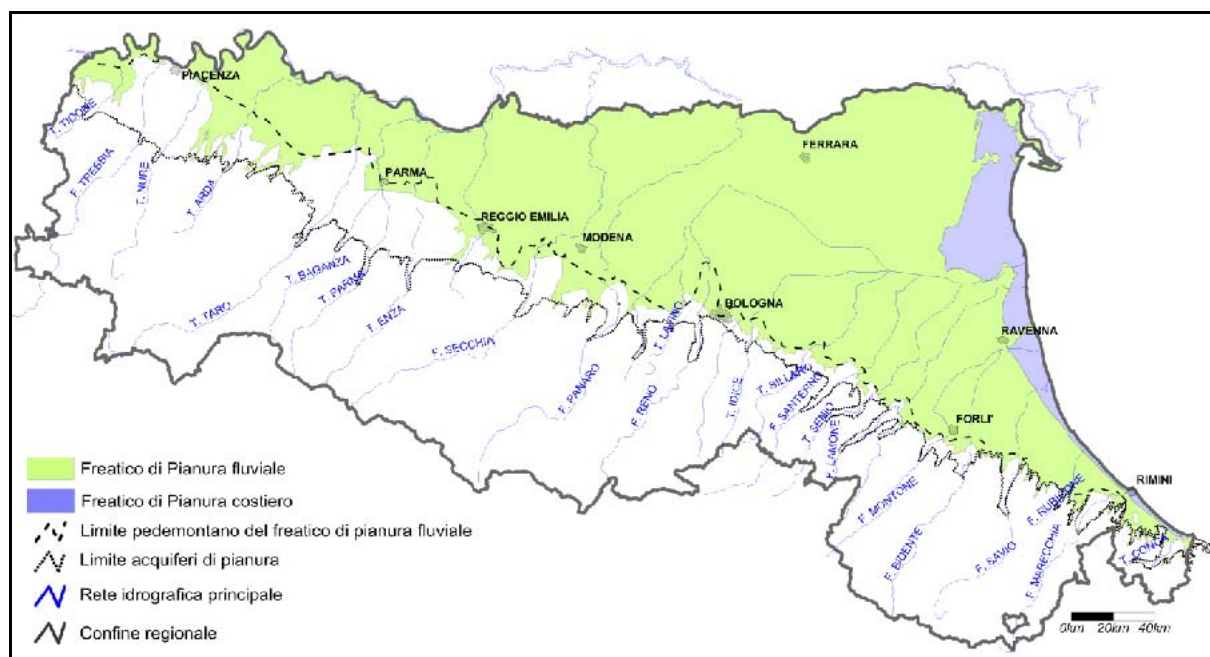 PIACENZA
T. TIDONE
F. TREBBIA
T. NURE
T. ARDA
PARMA
REGGIO EMILIA
MODENA
FERRARA
BOLOGNA
RAVENNA
FORLI'
RIMINI
T. TARO
T. BAGANZA
T. PARMA
T. ENZA
F. SECCHIA
F. PANARO
F. RENO
T. LAVINO
T. IDICE
T. SILLARO
F. SANTERNO
T. SENIO
F. LAMONE
F. MONTONE
F. BIDENTE
F. SAVIO
F. RUBICONE
F. MARECCHIA
T. CONCA
Freatico di Pianura fluviale
Freatico di Pianura costiero
Limite pedemontano del freatico di pianura fluviale
Limite acquiferi di pianura
Rete idrografica principale
Confine regionale
0km 20km 40km